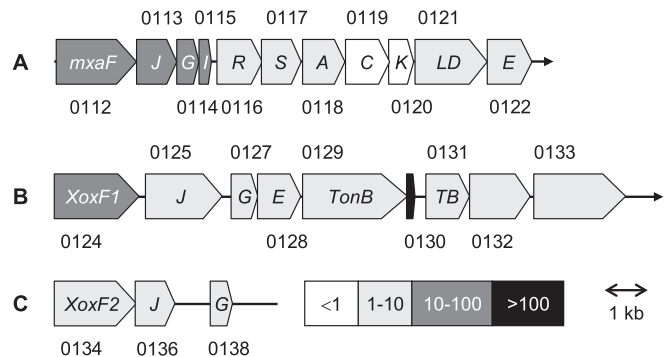 0113 0115 0117 0119 0121
A mxaF J G I R S A C K LD E
0112 0114 0116 0118 0120 0122
0125 0127 0129 0131 0133
B XoxF1 J G E TonB TB
0124 0128 0130 0132
C XoxF2 J G <1 1-10 10-100 >100
0134 0136 0138 1 kb